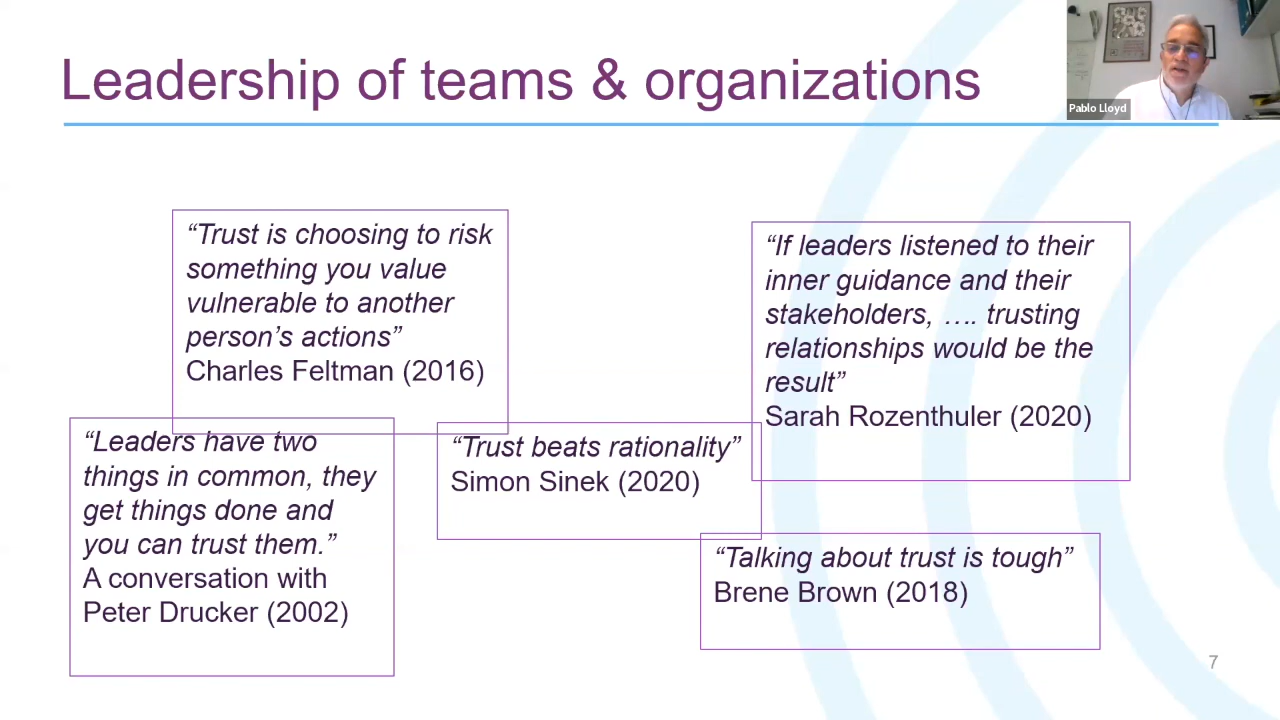 Leadership of teams & organizations
Pablo Lloyd
“Trust is choosing to risk
something you value
vulnerable to another
person’s actions”
Charles Feltman (2016)
“If leaders listened to their
inner guidance and their
stakeholders, …. trusting
relationships would be the
result”
Sarah Rozenthuler (2020)
“Leaders have two
things in common, they
get things done and
you can trust them.”
A conversation with
Peter Drucker (2002)
“Trust beats rationality”
Simon Sinek (2020)
“Talking about trust is tough”
Brene Brown (2018)
7